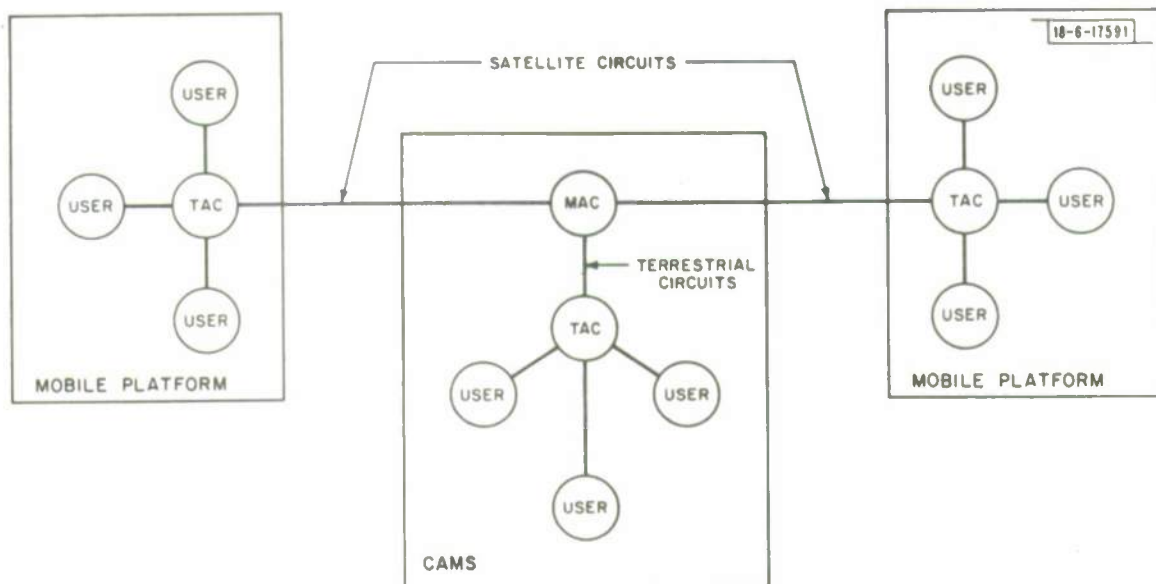 18-6-17591
SATELLITE CIRCUITS
USER
USER
TAC
USER
MOBILE PLATFORM
MAC
TERRESTRIAL
CIRCUITS
TAC
USER
USER
USER
CAMS
USER
TAC
USER
USER
MOBILE PLATFORM